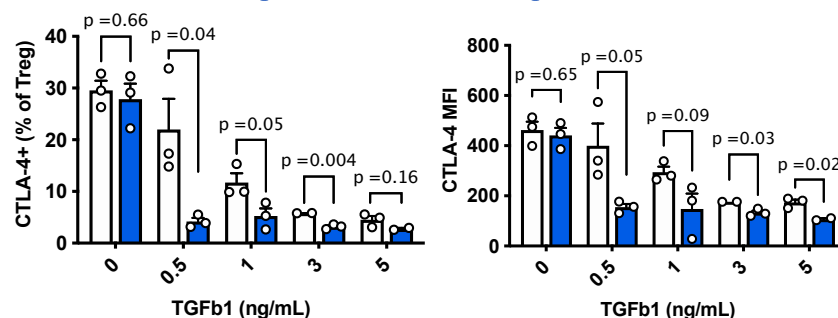 p =0.66
p =0.04
p =0.05
p =0.004
p =0.16
40
30
20
10
0
CTLA-4+ (% of Treg)
0
0.5
1
3
5
TGFb1 (ng/mL)
p =0.65
p =0.05
p =0.09
p =0.03
p =0.02
800
600
400
200
0
CTLA-4 MFI
0
0.5
1
3
5
TGFb1 (ng/mL)